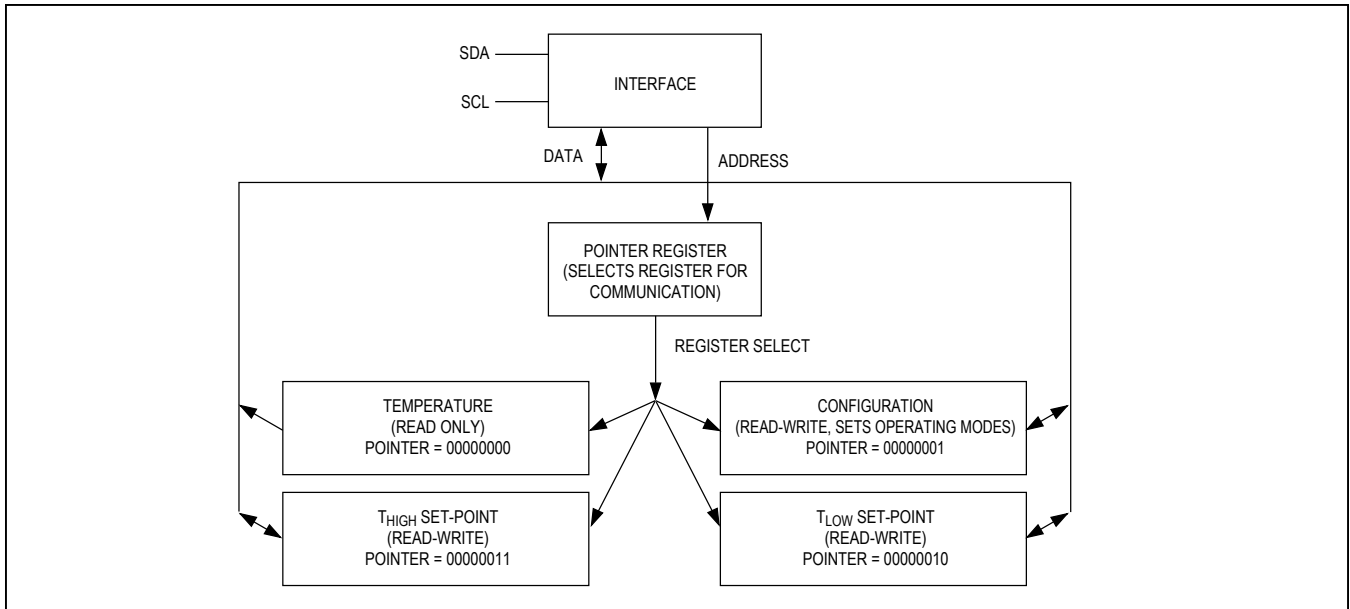 SDA
INTERFACE
SCL
DATA
ADDRESS
POINTER REGISTER
(SELECTS REGISTER FOR
COMMUNICATION)
REGISTER SELECT
TEMPERATURE
(READ ONLY)
POINTER = 00000000
CONFIGURATION
(READ-WRITE, SETS OPERATING MODES)
POINTER = 00000001
THIGH SET-POINT
(READ-WRITE)
POINTER = 00000011
TLOW SET-POINT
(READ-WRITE)
POINTER = 00000010